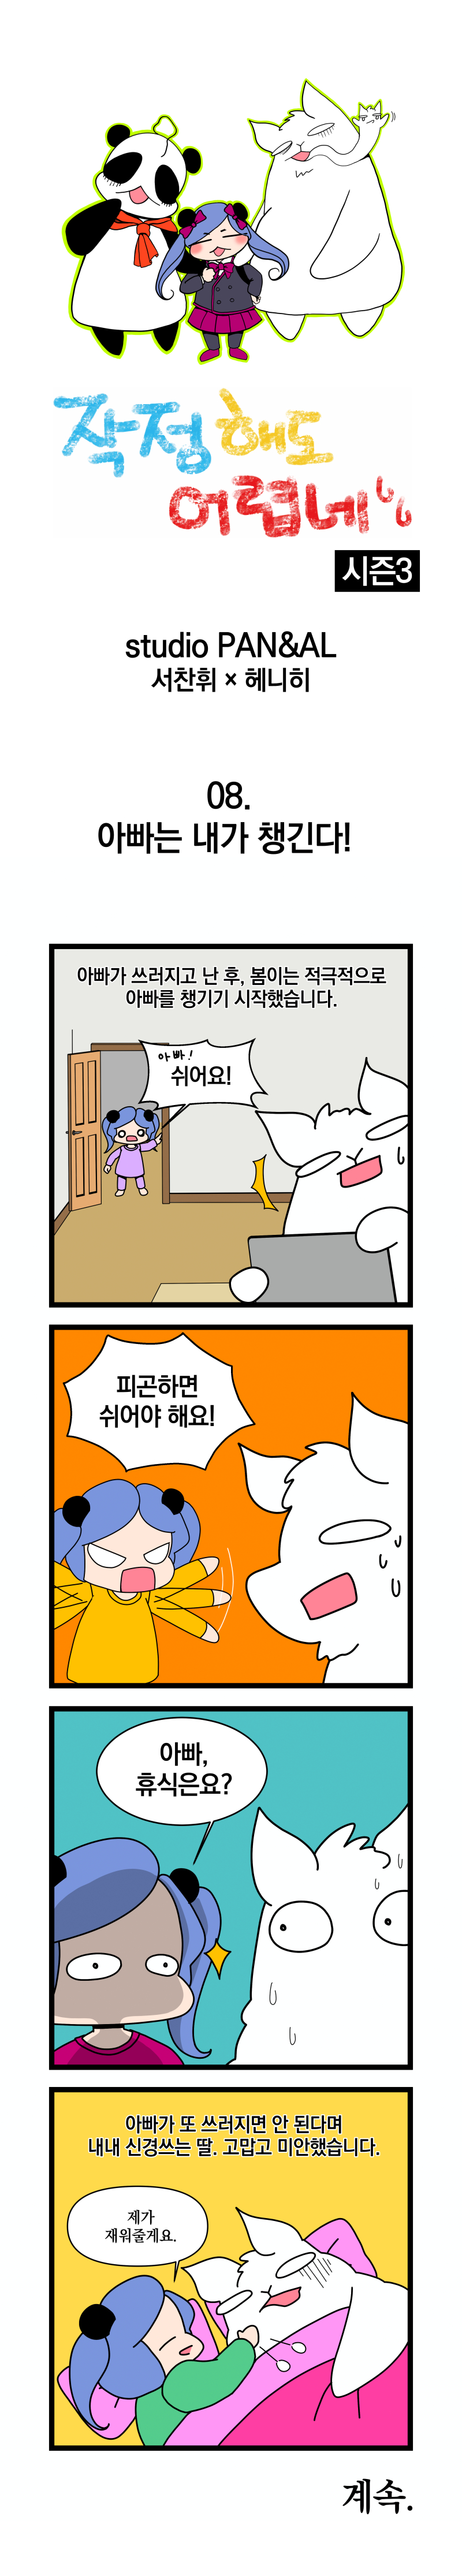 작정해도
어렵네
시즌3
studio PAN&AL
서찬휘 × 헤니히
08.
아빠는 내가 챙긴다!
아빠가 쓰러지고 난 후, 봄이는 적극적으로
아빠를 챙기기 시작했습니다.
아빠!
쉬어요!
피곤하면
쉬어야 해요!
아빠,
휴식은요?
아빠가 또 쓰러지면 안 된다며
내내 신경쓰는 딸. 고맙고 미안했습니다.
제가
재워줄게요.
계속.